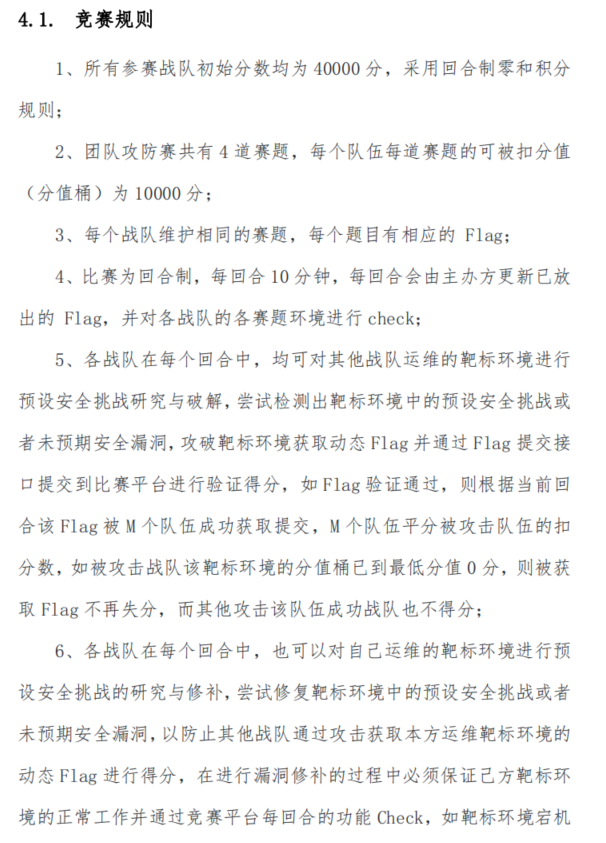 4.1. 竞赛规则
1、所有参赛战队初始分数均为 40000 分，采用回合制零和积分
规则；
2、团队攻防赛共有 4 道赛题，每个队伍每道赛题的可被扣分值
（分值桶）为 10000 分；
3、每个战队维护相同的赛题，每个题目有相应的 Flag；
4、比赛为回合制，每回合 10 分钟，每回合会由主办方更新已放
出的 Flag，并对各战队的各赛题环境进行 check；
5、各战队在每个回合中，均可对其他战队运维的靶标环境进行
预设安全挑战研究与破解，尝试检测出靶标环境中的预设安全挑战或
者未预期安全漏洞，攻破靶标环境获取动态 Flag 并通过 Flag 提交接
口提交到比赛平台进行验证得分，如 Flag 验证通过，则根据当前回
合该 Flag 被 M 个队伍成功获取提交，M 个队伍平分被攻击队伍的扣
分数，如被攻击战队该靶标环境的分值桶已到最低分值 0 分，则被获
取 Flag 不再失分，而其他攻击该队伍成功战队也不得分；
6、各战队在每个回合中，也可以对自己运维的靶标环境进行预
设安全挑战的研究与修补，尝试修复靶标环境中的预设安全挑战或者
未预期安全漏洞，以防止其他战队通过攻击获取本方运维靶标环境的
动态 Flag 进行得分，在进行漏洞修补的过程中必须保证己方靶标环
境的正常工作并通过竞赛平台每回合的功能 Check，如靶标环境宕机